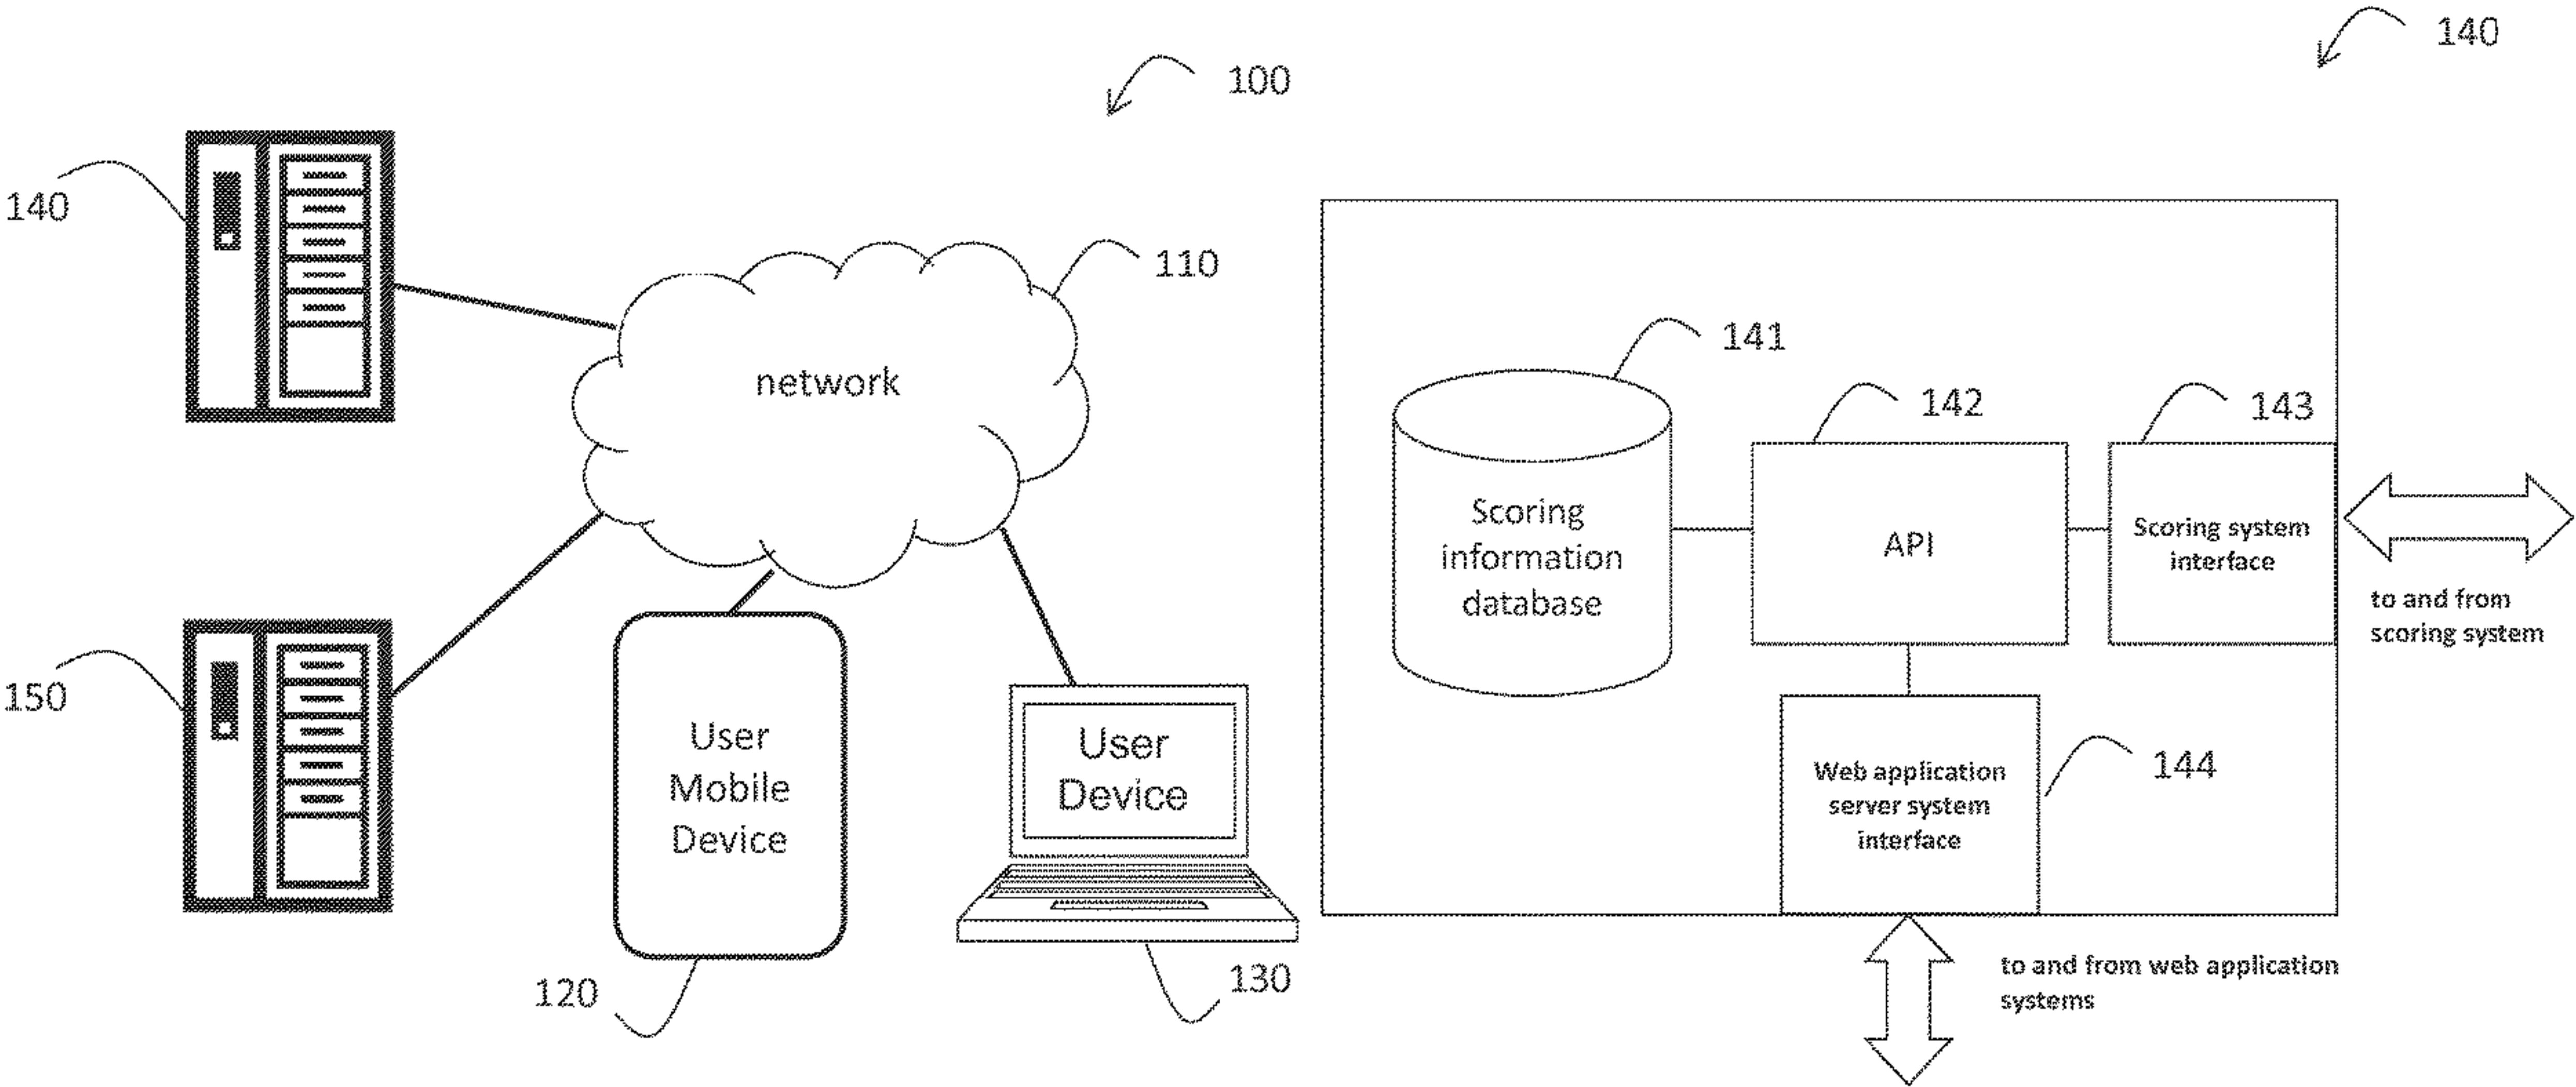 100
140
110
network
150
User
Mobile
Device
120
User
Device
130
140
141
Scoring
information
database
142
API
143
Scoring system
interface
to and from
scoring system
144
Web application
server system
interface
to and from web application
systems